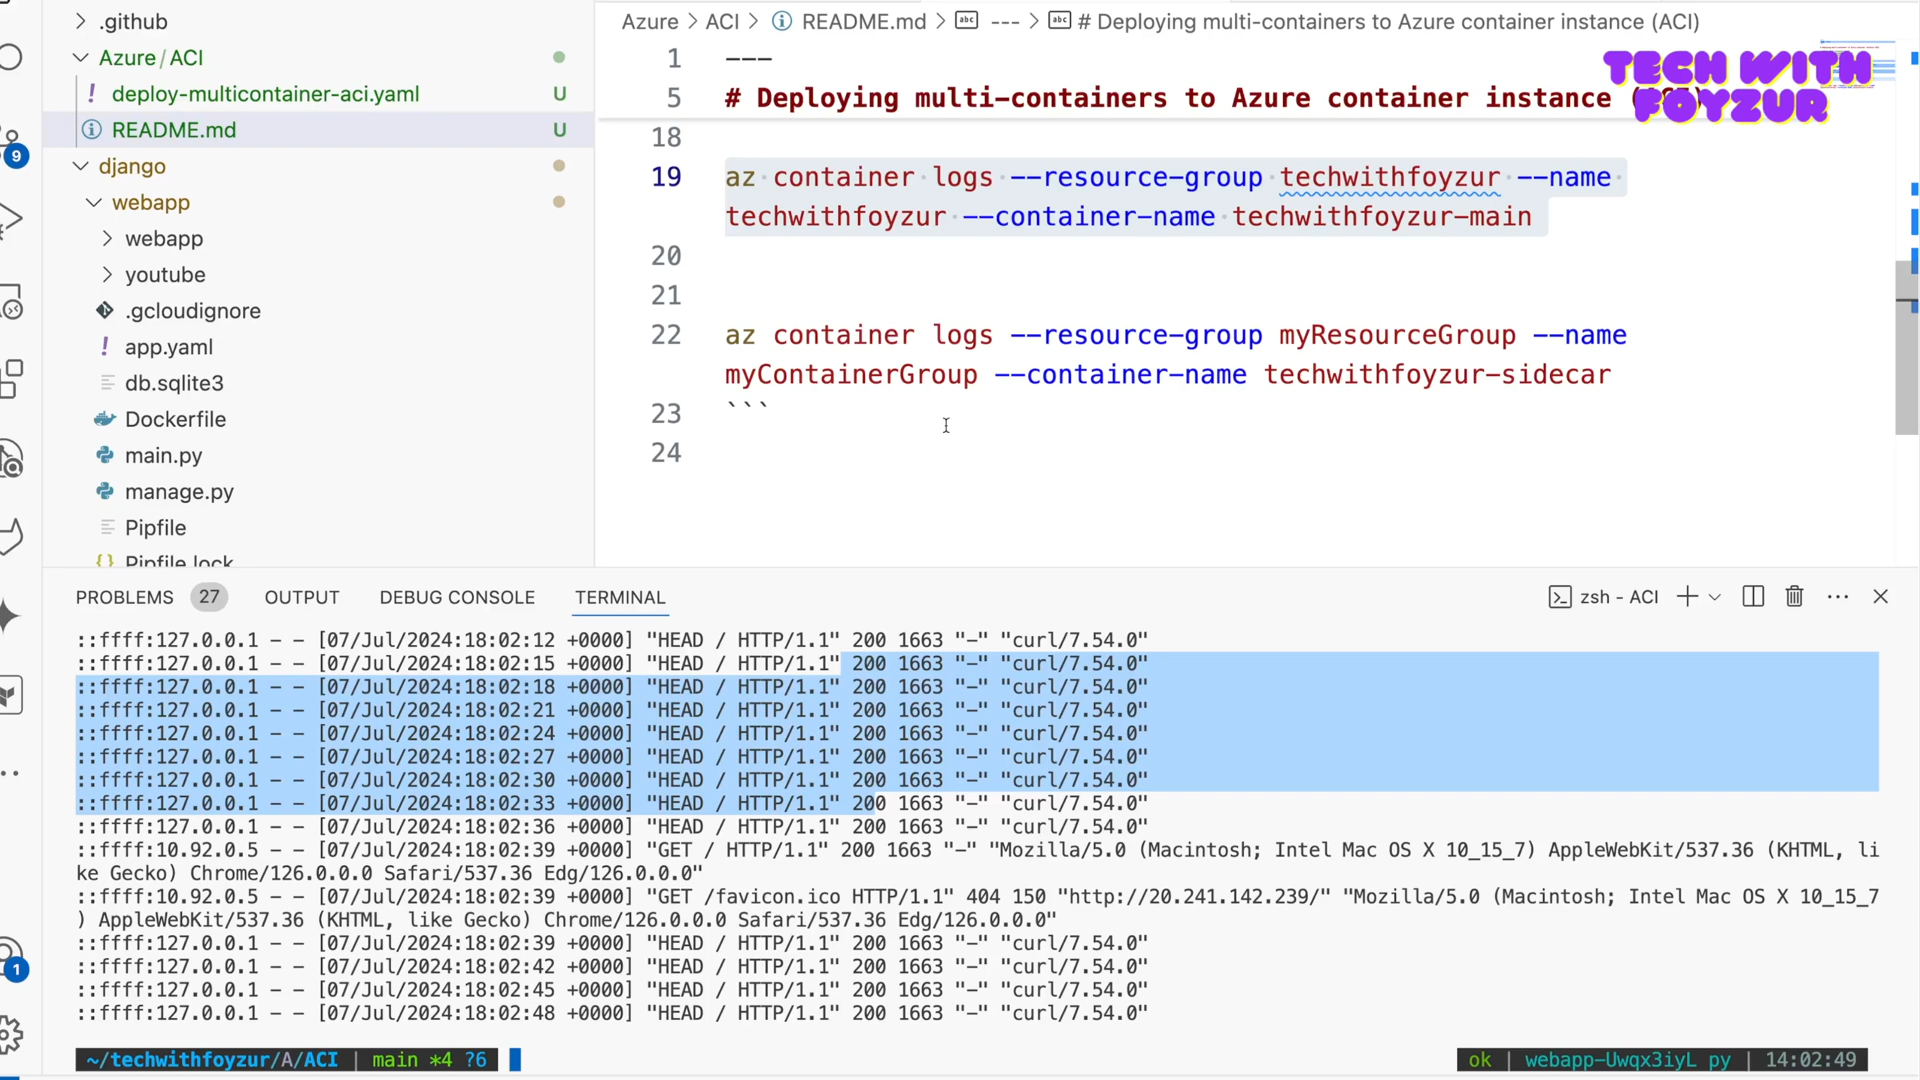 .github
Azure / ACI
deploy-multicontainer-aci.yaml U
README.md U
9
django
webapp
webapp
youtube
.gcloudignore
app.yaml
db.sqlite3
Dockerfile
main.py
manage.py
Pipfile
Pipfile.lock
Azure > ACI > README.md > --- > # Deploying multi-containers to Azure container instance (ACI)
TECH WITH
FOYZUR
1 ---
5 # Deploying multi-containers to Azure container instance (ACI)
18
19 az container logs --resource-group techwithfoyzur --name
techwithfoyzur --container-name techwithfoyzur-main
20
21
22 az container logs --resource-group myResourceGroup --name
myContainerGroup --container-name techwithfoyzur-sidecar
23 ```
24
PROBLEMS 27 OUTPUT DEBUG CONSOLE TERMINAL zsh - ACI
::ffff:127.0.0.1 - - [07/Jul/2024:18:02:12 +0000] "HEAD / HTTP/1.1" 200 1663 "-" "curl/7.54.0"
::ffff:127.0.0.1 - - [07/Jul/2024:18:02:15 +0000] "HEAD / HTTP/1.1" 200 1663 "-" "curl/7.54.0"
::ffff:127.0.0.1 - - [07/Jul/2024:18:02:18 +0000] "HEAD / HTTP/1.1" 200 1663 "-" "curl/7.54.0"
::ffff:127.0.0.1 - - [07/Jul/2024:18:02:21 +0000] "HEAD / HTTP/1.1" 200 1663 "-" "curl/7.54.0"
::ffff:127.0.0.1 - - [07/Jul/2024:18:02:24 +0000] "HEAD / HTTP/1.1" 200 1663 "-" "curl/7.54.0"
::ffff:127.0.0.1 - - [07/Jul/2024:18:02:27 +0000] "HEAD / HTTP/1.1" 200 1663 "-" "curl/7.54.0"
::ffff:127.0.0.1 - - [07/Jul/2024:18:02:30 +0000] "HEAD / HTTP/1.1" 200 1663 "-" "curl/7.54.0"
::ffff:127.0.0.1 - - [07/Jul/2024:18:02:33 +0000] "HEAD / HTTP/1.1" 200 1663 "-" "curl/7.54.0"
::ffff:127.0.0.1 - - [07/Jul/2024:18:02:36 +0000] "HEAD / HTTP/1.1" 200 1663 "-" "curl/7.54.0"
::ffff:10.92.0.5 - - [07/Jul/2024:18:02:39 +0000] "GET / HTTP/1.1" 200 1663 "-" "Mozilla/5.0 (Macintosh; Intel Mac OS X 10_15_7) AppleWebKit/537.36 (KHTML, li
ke Gecko) Chrome/126.0.0.0 Safari/537.36 Edg/126.0.0.0"
::ffff:10.92.0.5 - - [07/Jul/2024:18:02:39 +0000] "GET /favicon.ico HTTP/1.1" 404 150 "http://20.241.142.239/" "Mozilla/5.0 (Macintosh; Intel Mac OS X 10_15_7
) AppleWebKit/537.36 (KHTML, like Gecko) Chrome/126.0.0.0 Safari/537.36 Edg/126.0.0.0"
::ffff:127.0.0.1 - - [07/Jul/2024:18:02:39 +0000] "HEAD / HTTP/1.1" 200 1663 "-" "curl/7.54.0"
::ffff:127.0.0.1 - - [07/Jul/2024:18:02:42 +0000] "HEAD / HTTP/1.1" 200 1663 "-" "curl/7.54.0"
::ffff:127.0.0.1 - - [07/Jul/2024:18:02:45 +0000] "HEAD / HTTP/1.1" 200 1663 "-" "curl/7.54.0"
::ffff:127.0.0.1 - - [07/Jul/2024:18:02:48 +0000] "HEAD / HTTP/1.1" 200 1663 "-" "curl/7.54.0"
1
~/techwithfoyzur/A/ACI | main *4 ?6
ok | webapp-Uwqx3iyL py | 14:02:49